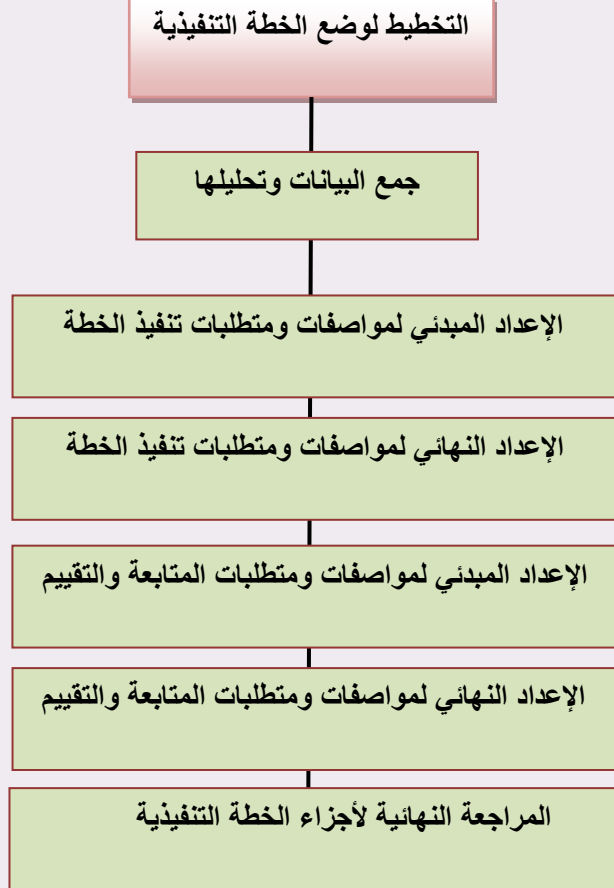 التخطيط لوضع الخطة التنفيذية
جمع البيانات وتحليلها
الإعداد المبدئي لمواصفات ومتطلبات تنفيذ الخطة
الإعداد النهائي لمواصفات ومتطلبات تنفيذ الخطة
الإعداد المبدئي لمواصفات ومتطلبات المتابعة والتقييم
الإعداد النهائي لمواصفات ومتطلبات المتابعة والتقييم
المراجعة النهائية لأجزاء الخطة التنفيذية